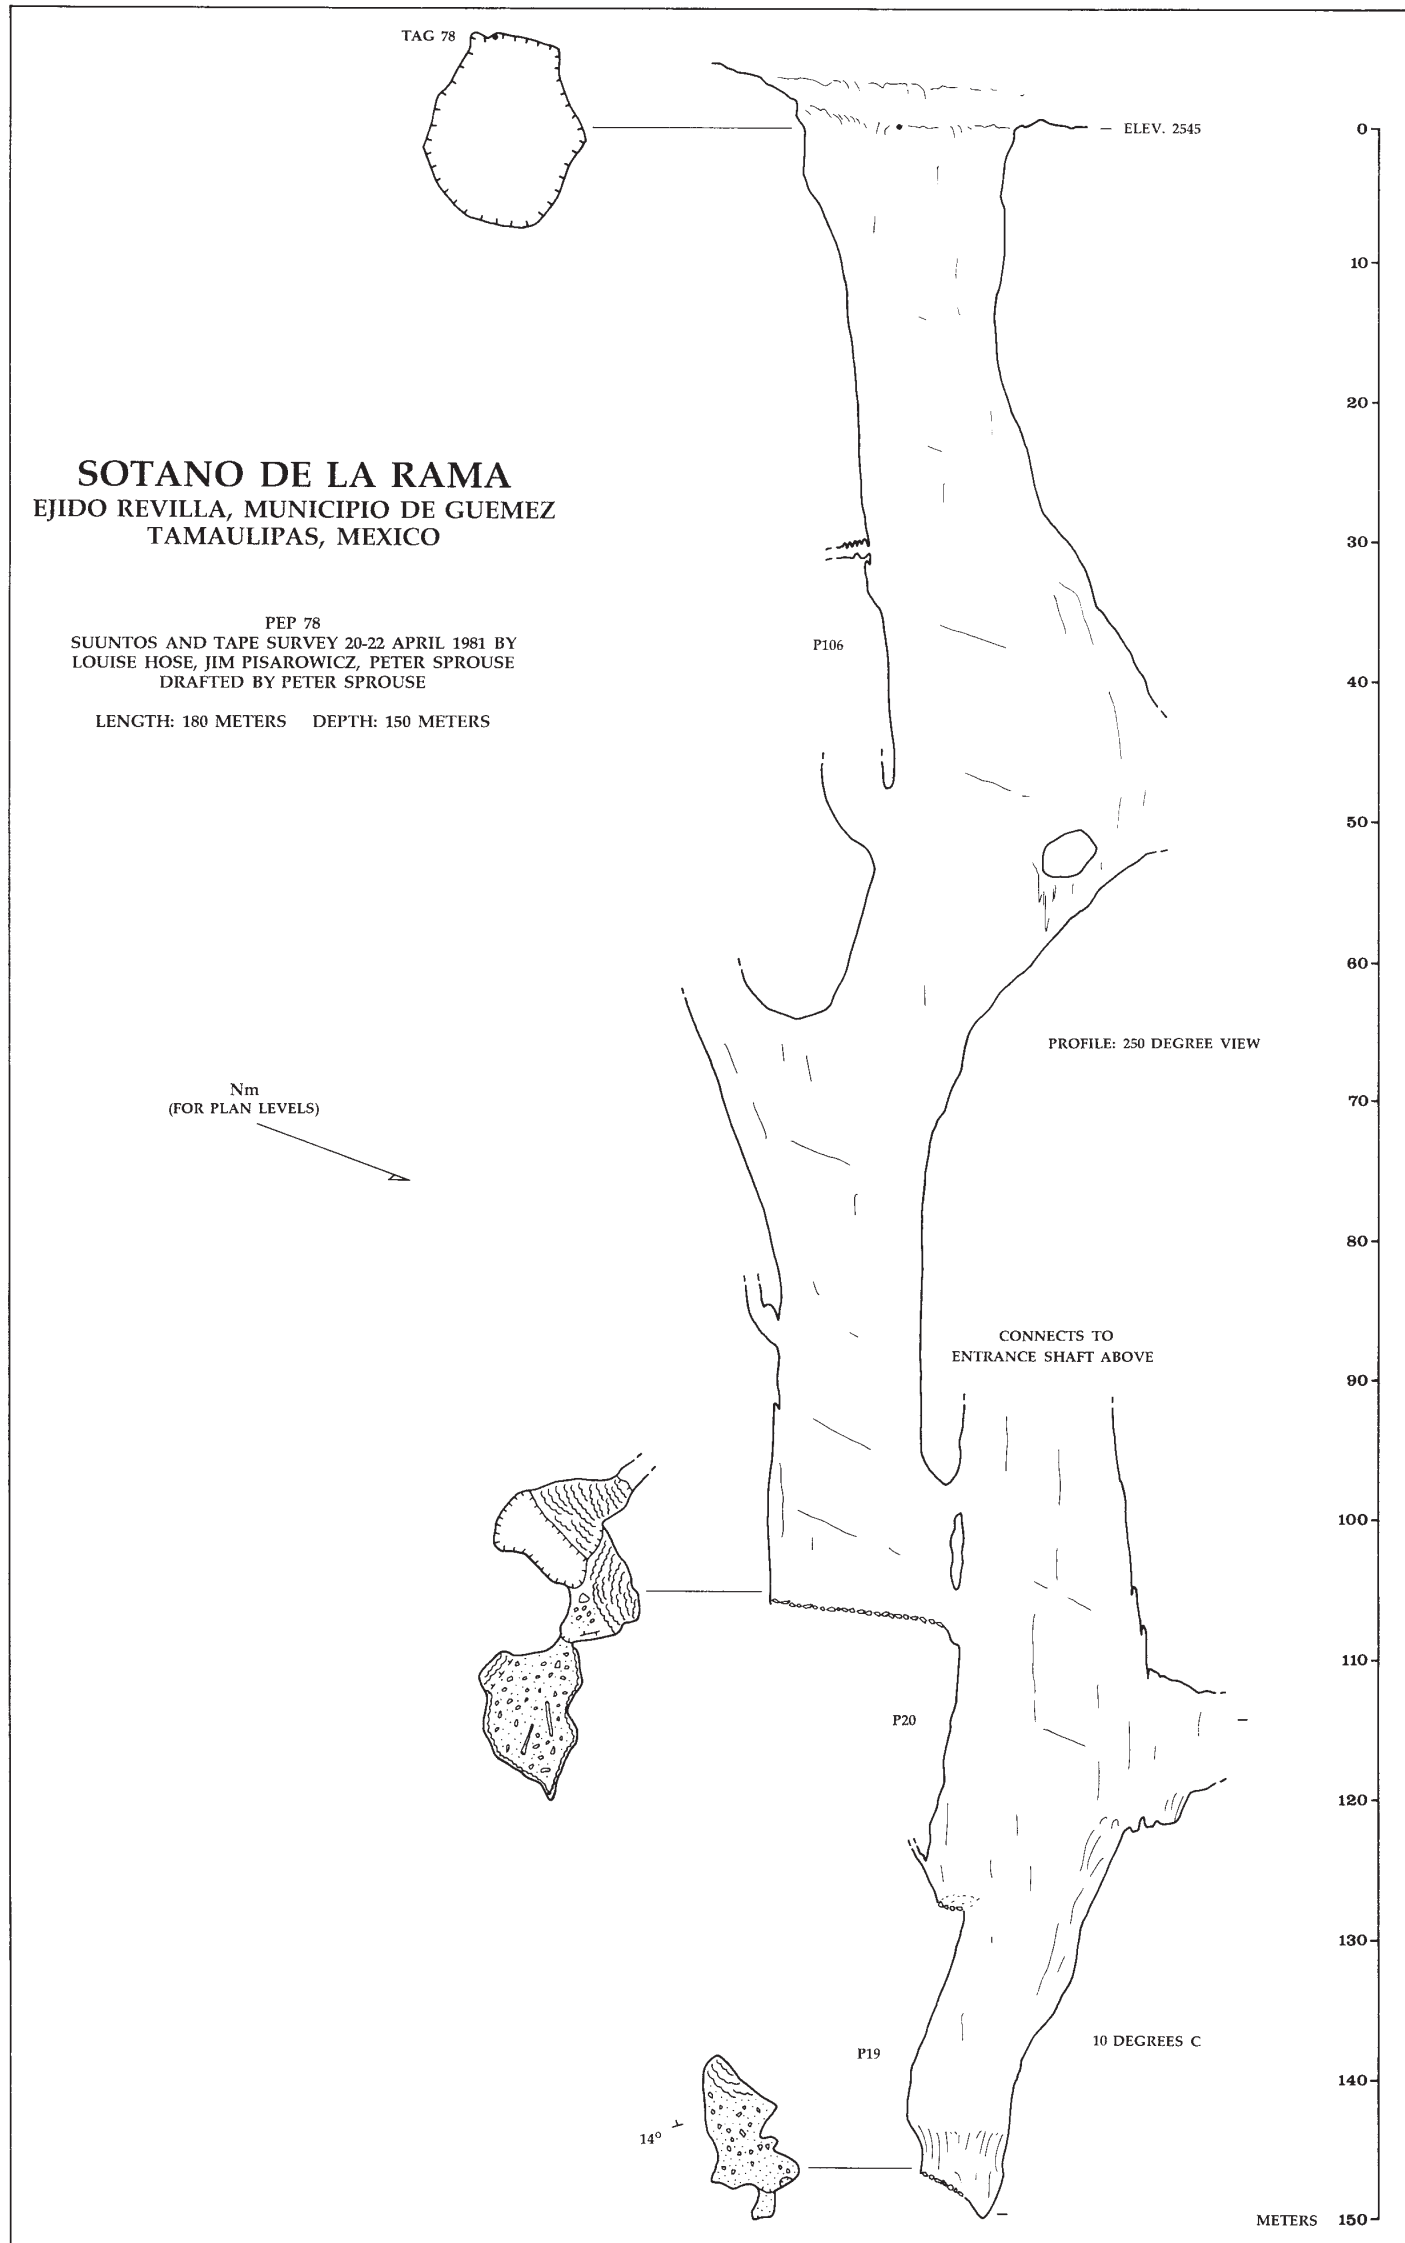 TAG 78
ELEV. 2545
0
10
20
SOTANO DE LA RAMA
EJIDO REVILLA, MUNICIPIO DE GUEMEZ
TAMAULIPAS, MEXICO
30
PEP 78
SUUNTOS AND TAPE SURVEY 20-22 APRIL 1981 BY
LOUISE HOSE, JIM PISAROWICZ, PETER SPROUSE
DRAFTED BY PETER SPROUSE
LENGTH: 180 METERS DEPTH: 150 METERS
P106
40
50
60
PROFILE: 250 DEGREE VIEW
Nm
(FOR PLAN LEVELS)
70
80
CONNECTS TO
ENTRANCE SHAFT ABOVE
90
100
110
P20
120
130
10 DEGREES C
P19
140
14°
METERS 150